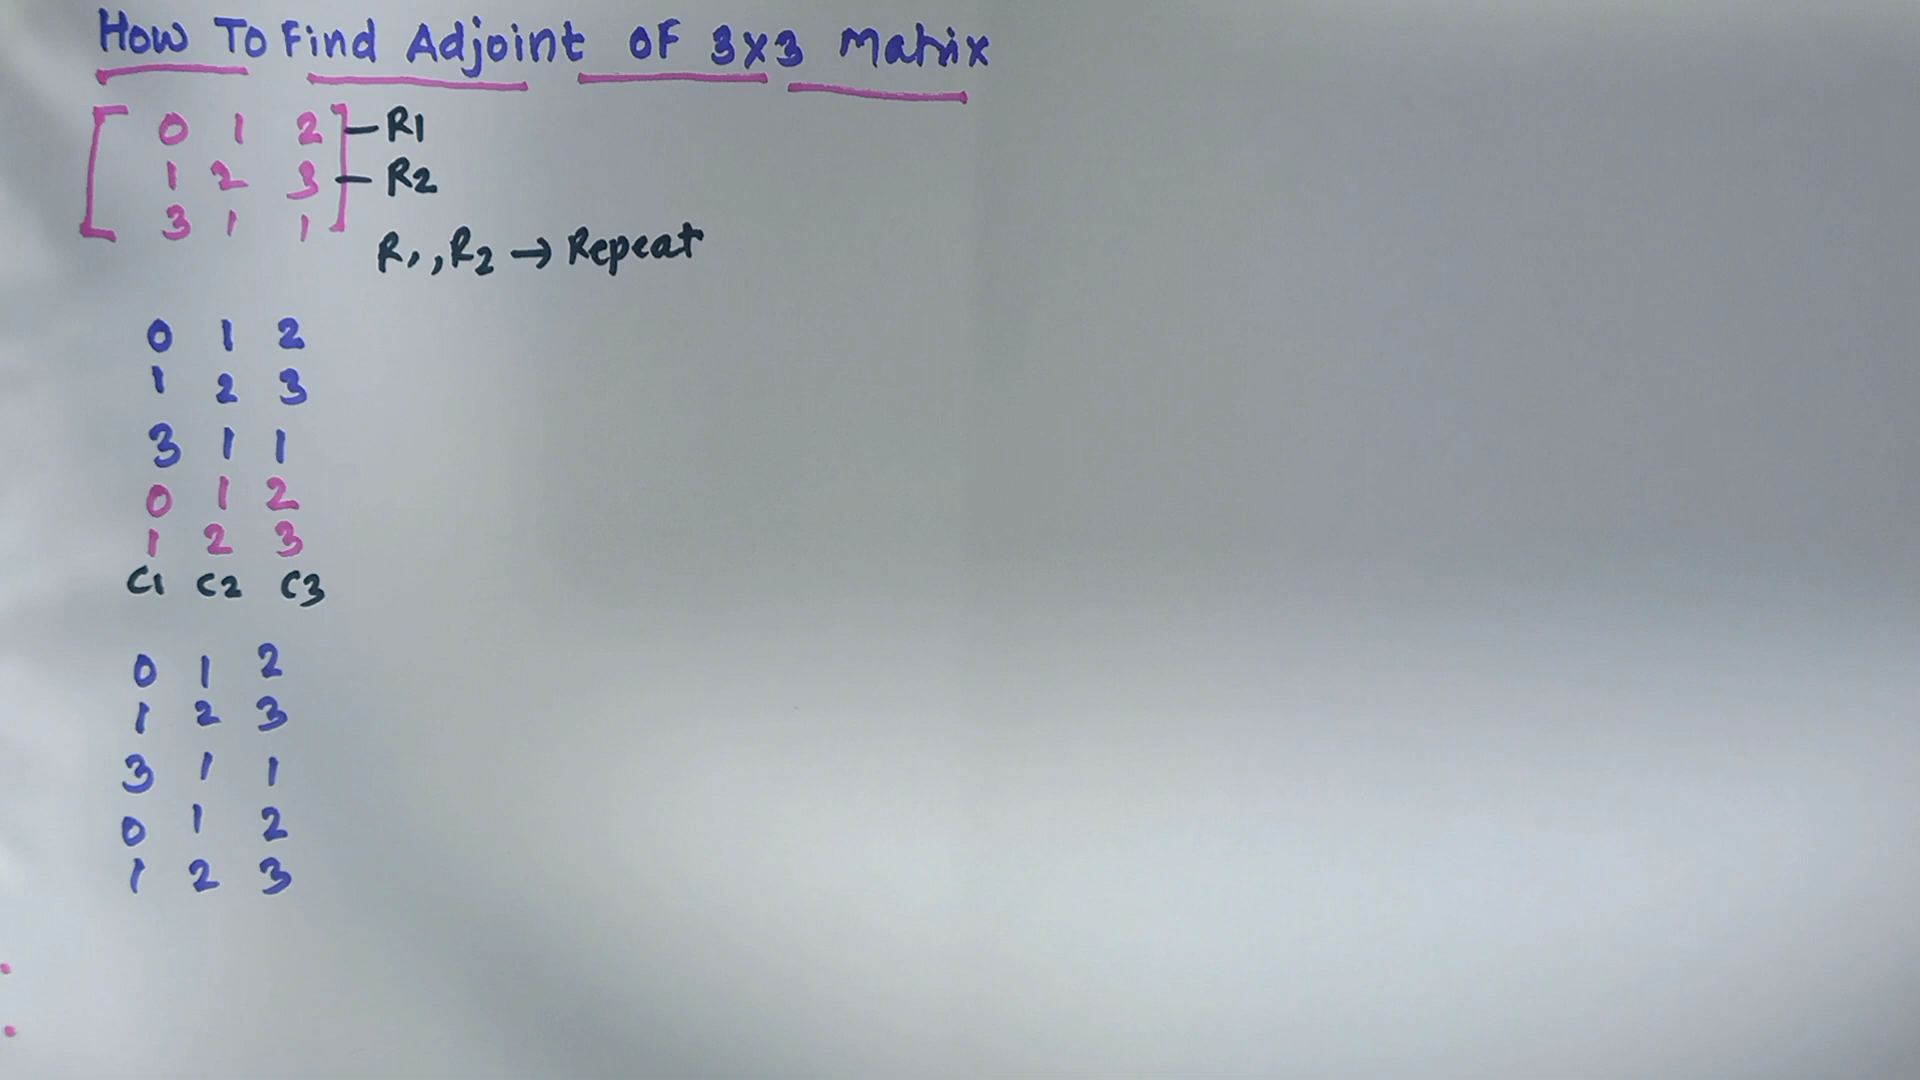 How To Find Adjoint OF 3x3 Matrix
0 1 2 - R1
1 2 3 - R2
3 1 1
R1, R2 → Repeat
0 1 2
1 2 3
3 1 1
0 1 2
1 2 3
C1 C2 C3
0 1 2
1 2 3
3 1 1
0 1 2
1 2 3